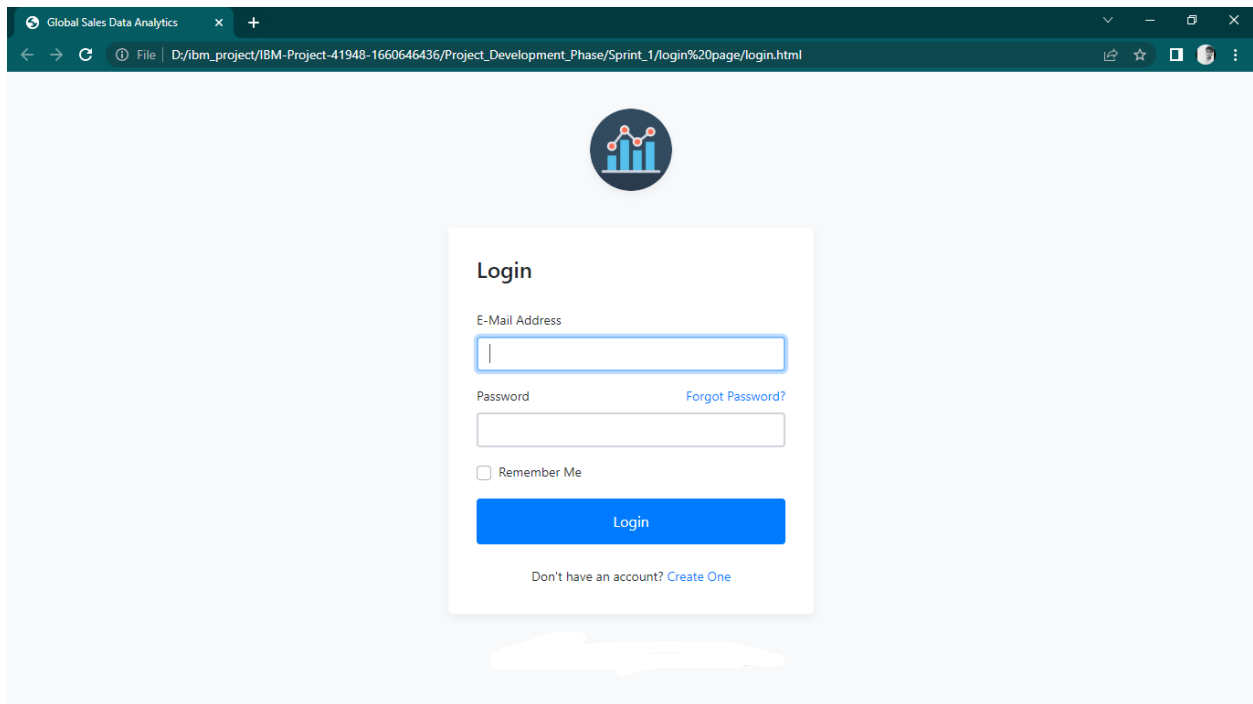 Global Sales Data Analytics
File D:/ibm_project/IBM-Project-41948-1660646436/Project_Development_Phase/Sprint_1/login%20page/login.html
Login
E-Mail Address
Password Forgot Password?
Remember Me
Login
Don't have an account? Create One